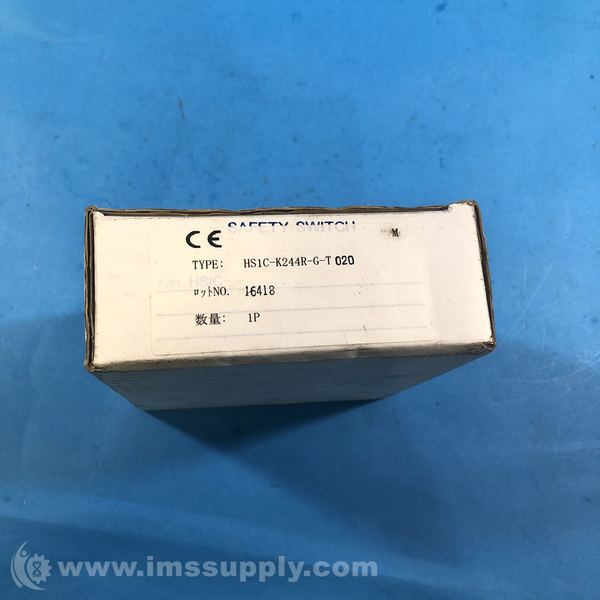 SAFETY SWITCH
CE M
TYPE: HS1C-K244R-G-T 020
ロットNO. 16418
数量: 1P
www.imssupply.com